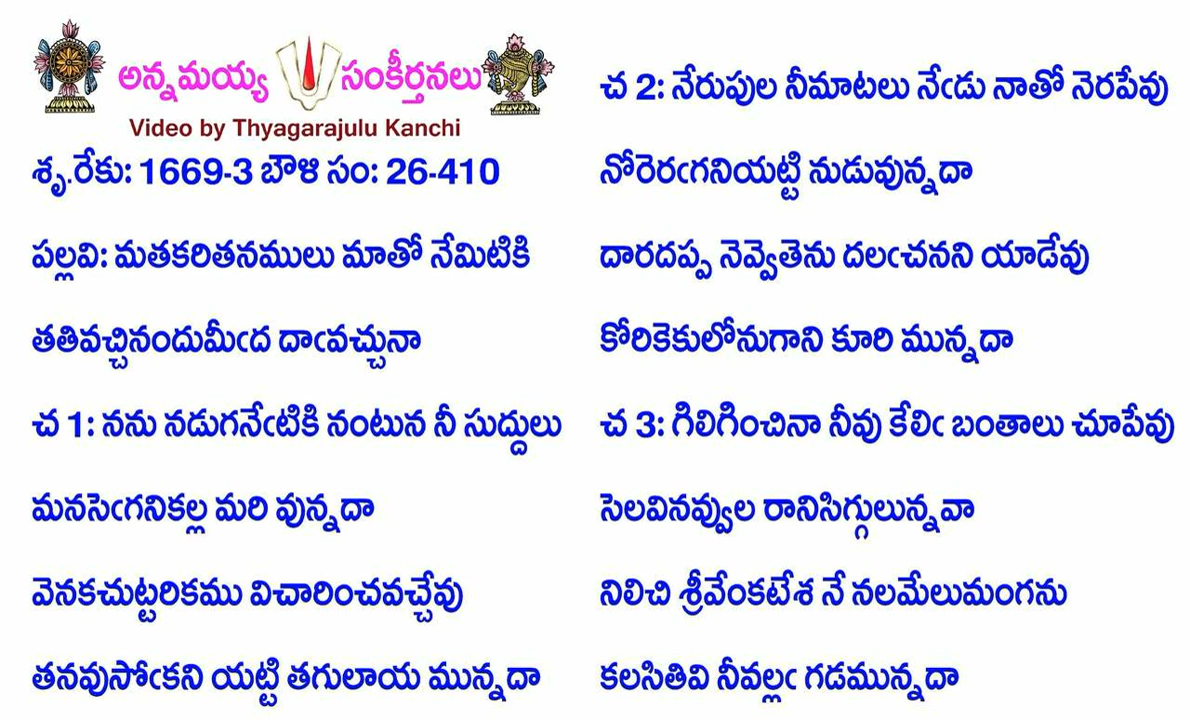 అన్నమయ్య సంకీర్తనలు
Video by Thyagarajulu Kanchi
శృ.రేకు: 1669-3 బౌళి సం: 26-410
పల్లవి: మతకరితనములు మాతో నేమిటికి
తతివచ్చినందుమీఁద దాఁవచ్చునా
చ 1: నను నడుగనేఁటికి నంటున నీ సుద్దులు
మనసెఁగనికల్ల మరి వున్నదా
వెనకచుట్టరికము విచారించవచ్చేవు
తనవుసోఁకని యట్టి తగులాయ మున్నదా
చ 2: నేరుపుల నీమాటలు నేఁడు నాతో నెరపేవు
నోరెరఁగనియట్టి నుడువున్నదా
దారదప్ప నెవ్వెతెను దలఁచనని యాడేవు
కోరికెకులోనుగాని కూరి మున్నదా
చ 3: గిలిగించినా నీవు కేలిఁ బంతాలు చూపేవు
సెలవినవ్వుల రానిసిగ్గులున్నవా
నిలిచి శ్రీవేంకటేశ నే నలమేలుమంగను
కలసితివి నీవల్లఁ గడమున్నదా